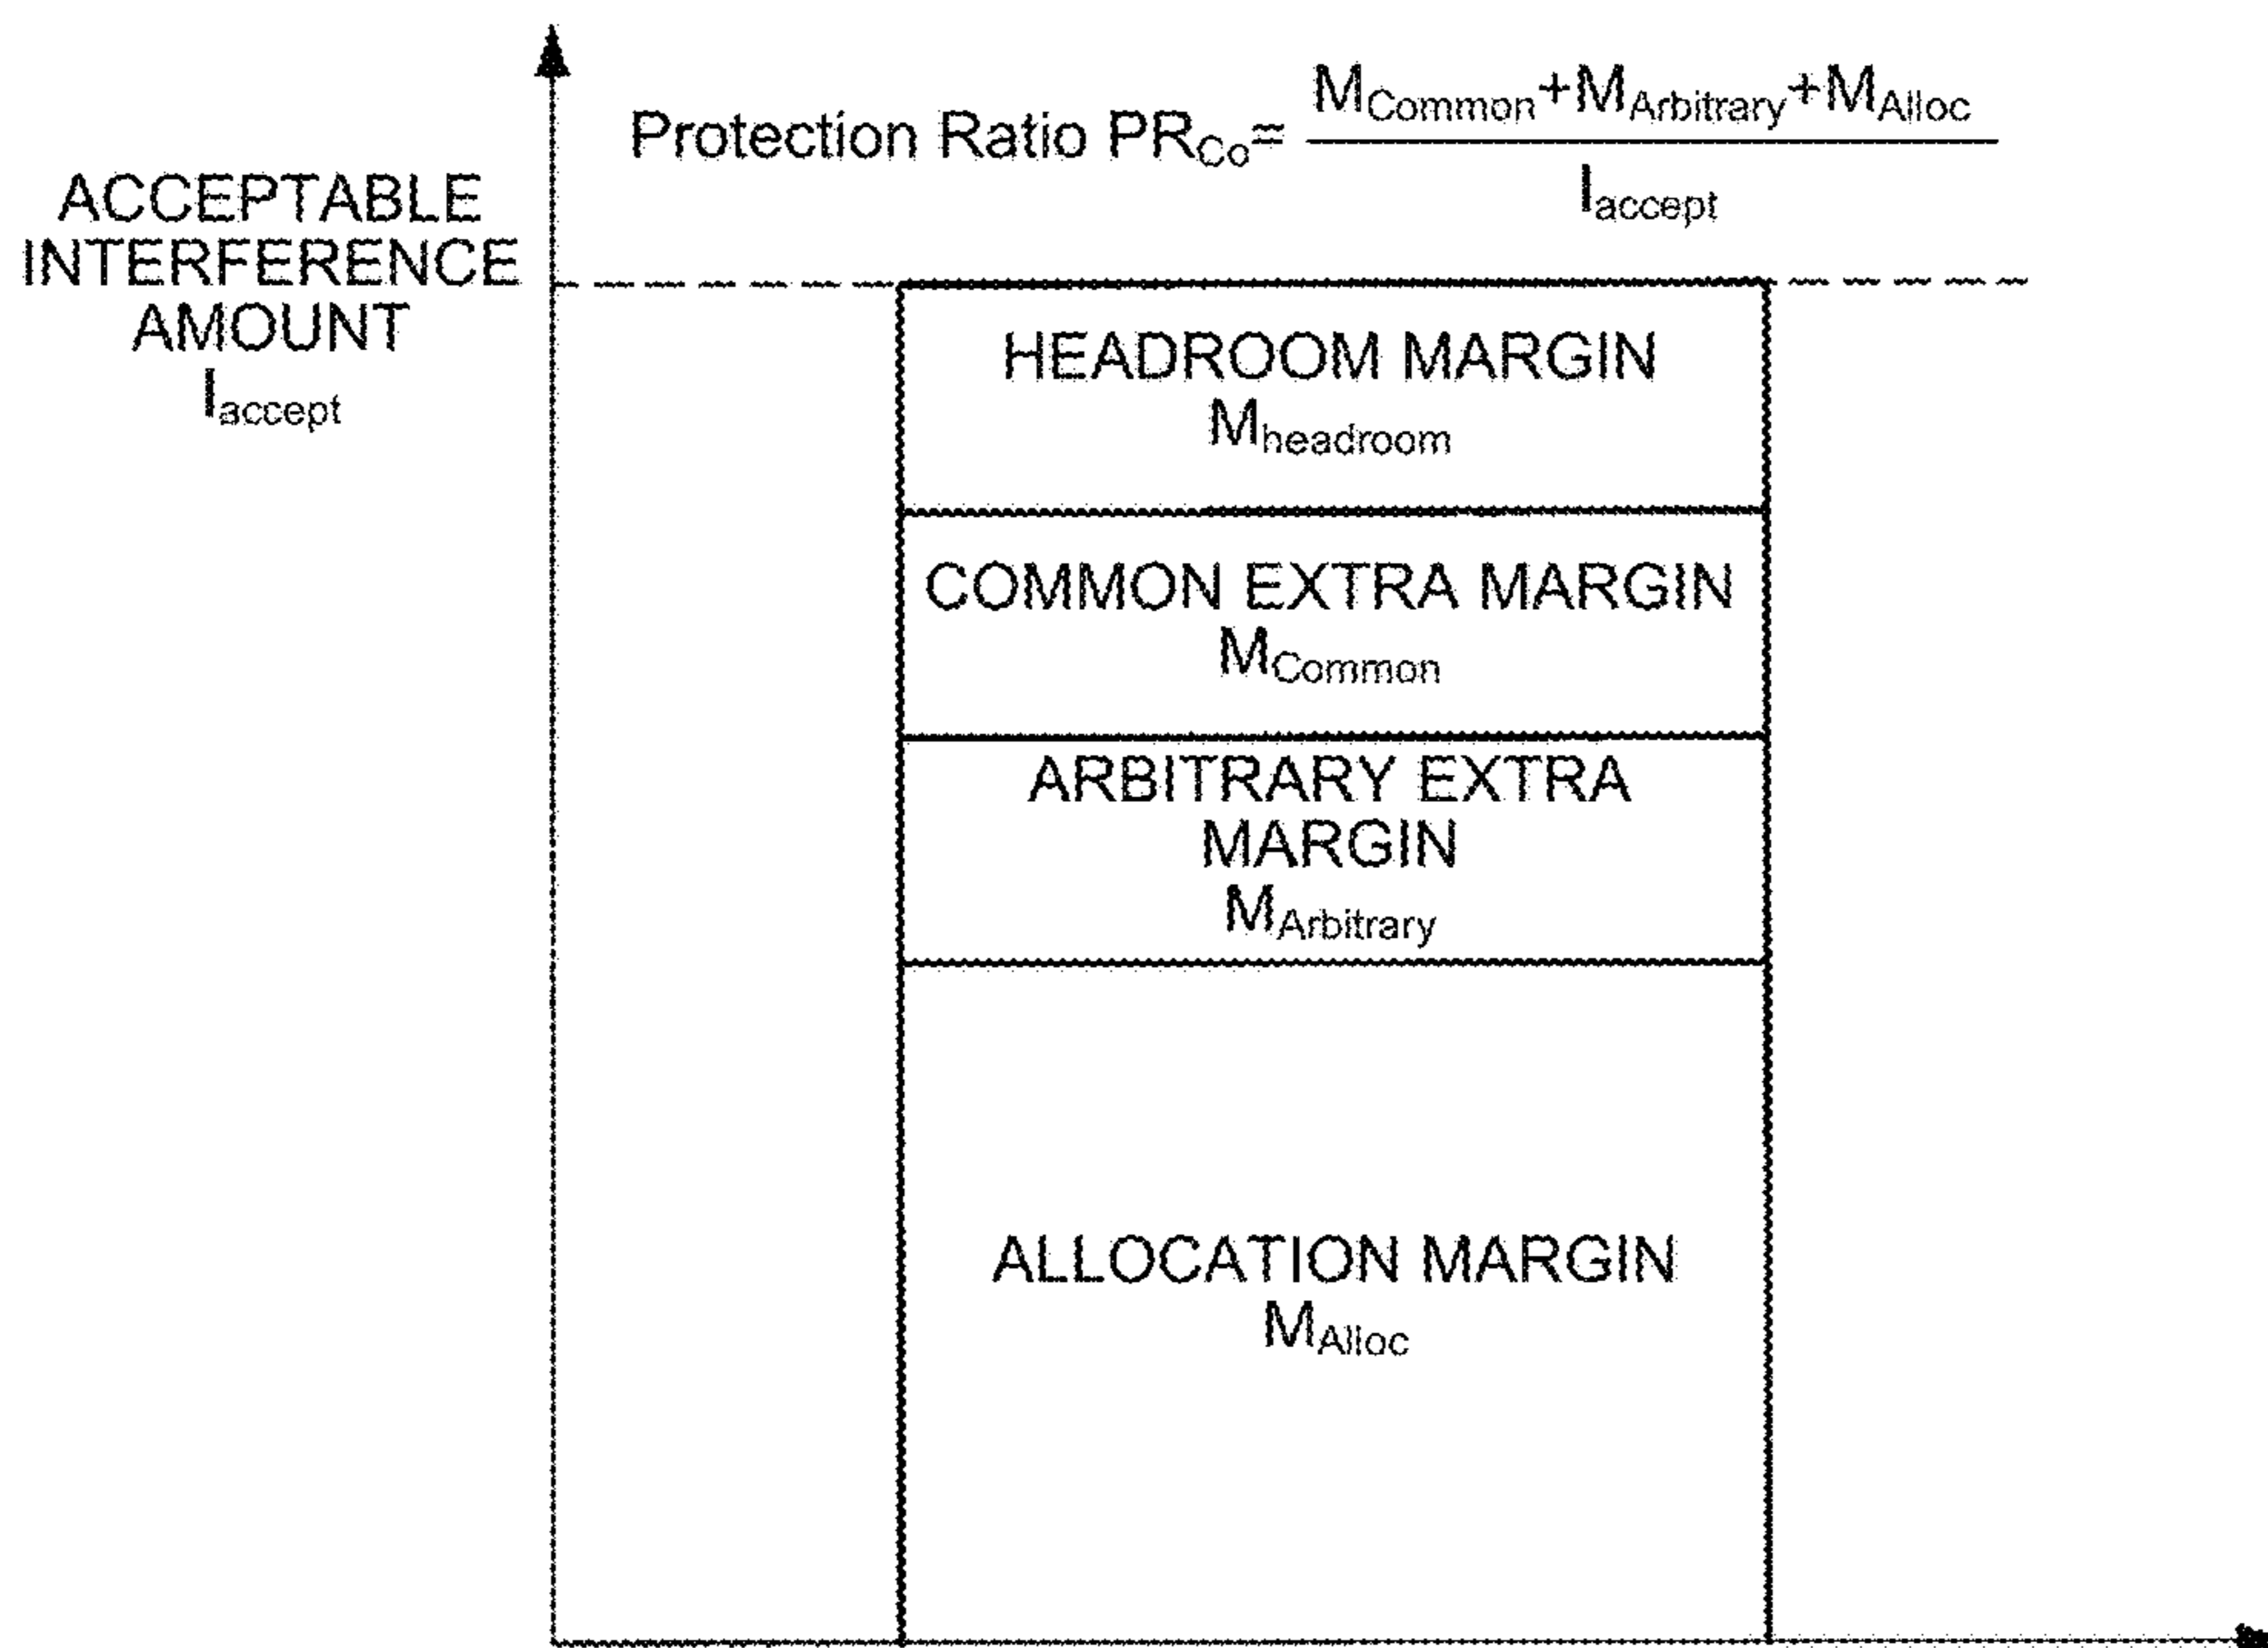 Protection Ratio PRCo= MCommon+MArbitrary+MAlloc
Iaccept
ACCEPTABLE
INTERFERENCE
AMOUNT
Iaccept
HEADROOM MARGIN
Mheadroom
COMMON EXTRA MARGIN
MCommon
ARBITRARY EXTRA
MARGIN
MArbitrary
ALLOCATION MARGIN
MAlloc